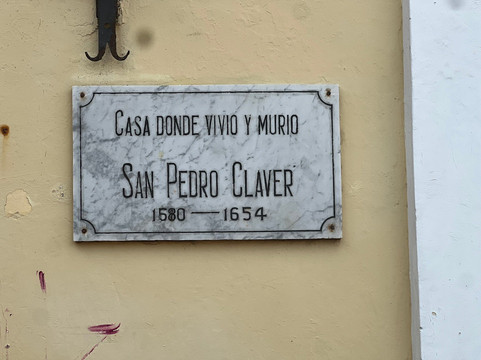 CASA DONDE VIVIO Y MURIO
SAN PEDRO CLAVER
1580 — 1654